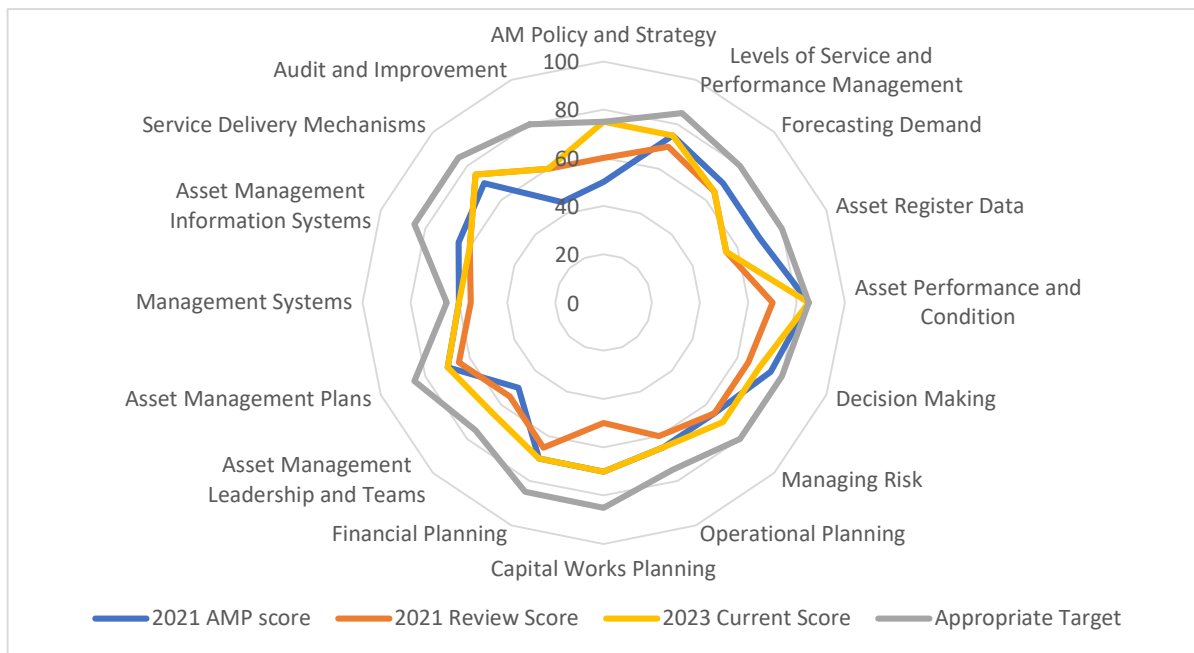 AM Policy and Strategy
Levels of Service and
Performance Management
Forecasting Demand
Asset Register Data
Asset Performance and
Condition
Decision Making
Managing Risk
Operational Planning
Capital Works Planning
Financial Planning
Asset Management
Leadership and Teams
Asset Management Plans
Management Systems
Asset Management
Information Systems
Service Delivery Mechanisms
Audit and Improvement
100
80
60
40
20
0
2021 AMP score
2021 Review Score
2023 Current Score
Appropriate Target